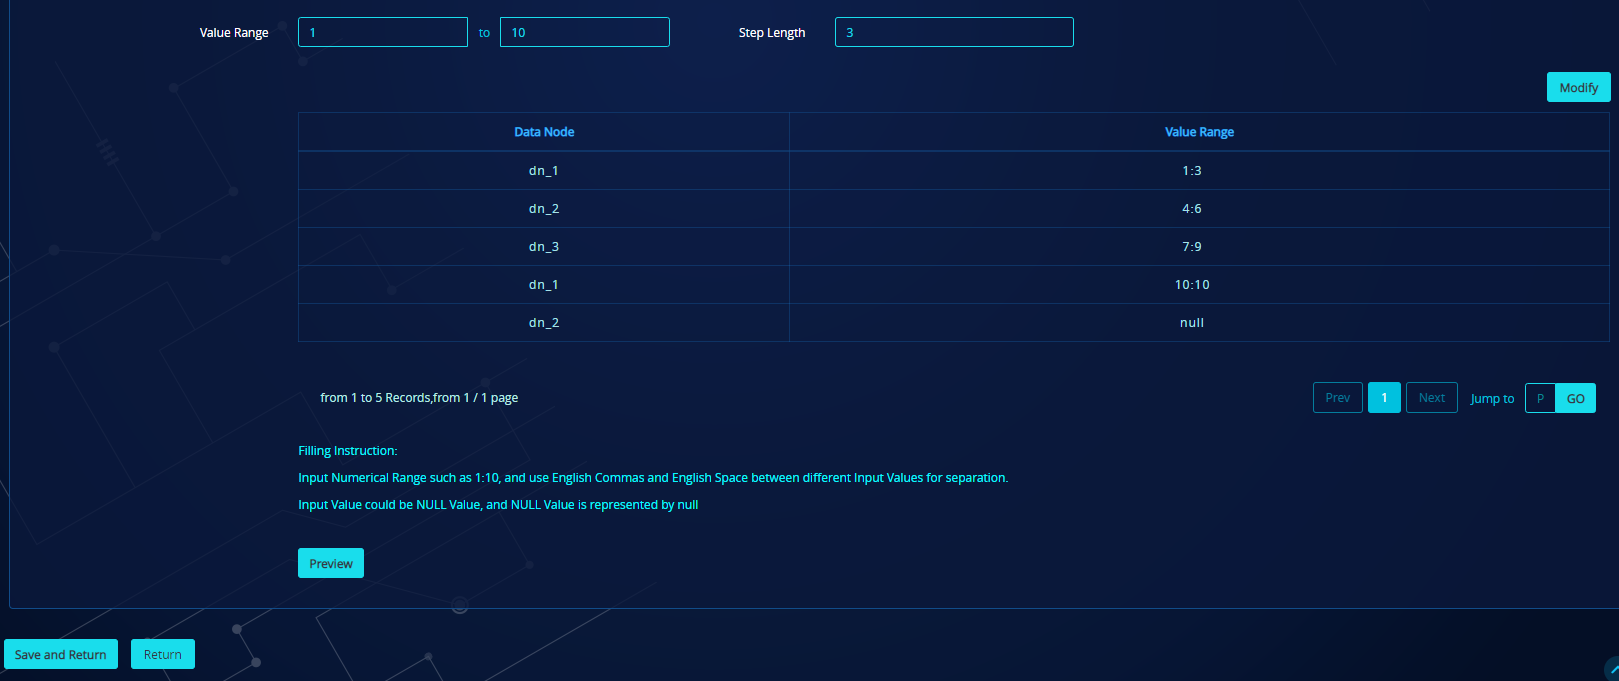 Value Range 1 to 10 Step Length 3
Modify
Data Node Value Range
dn_1 1:3
dn_2 4:6
dn_3 7:9
dn_1 10:10
dn_2 null
from 1 to 5 Records,from 1 / 1 page Prev 1 Next Jump to P GO
Filling Instruction:
Input Numerical Range such as 1:10, and use English Commas and English Space between different Input Values for separation.
Input Value could be NULL Value, and NULL Value is represented by null
Preview
Save and Return Return